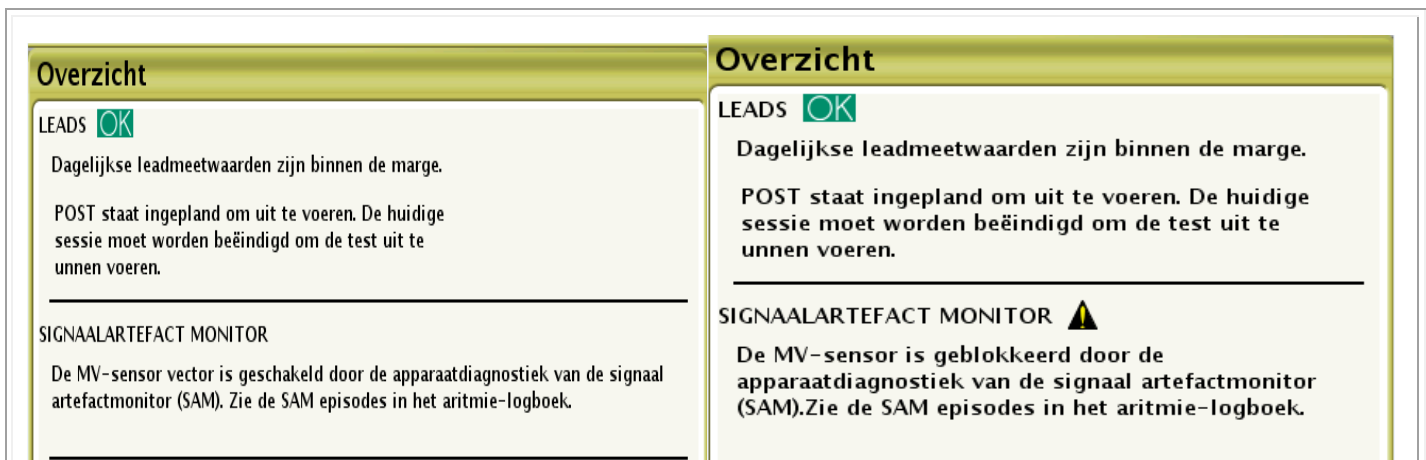 Overzicht
LEADS OK
Dagelijkse leadmeetwaarden zijn binnen de marge.
POST staat ingepland om uit te voeren. De huidige
sessie moet worden beëindigd om de test uit te
unnen voeren.
SIGNAALARTEFACT MONITOR
De MV-sensor vector is geschakeld door de apparaatdiagnostiek van de signaal
artefactmonitor (SAM). Zie de SAM episodes in het aritmie-logboek.
Overzicht
LEADS OK
Dagelijkse leadmeetwaarden zijn binnen de marge.
POST staat ingepland om uit te voeren. De huidige
sessie moet worden beëindigd om de test uit te
unnen voeren.
SIGNAALARTEFACT MONITOR
De MV-sensor is geblokkeerd door de
apparaatdiagnostiek van de signaal artefactmonitor
(SAM).Zie de SAM episodes in het aritmie-logboek.